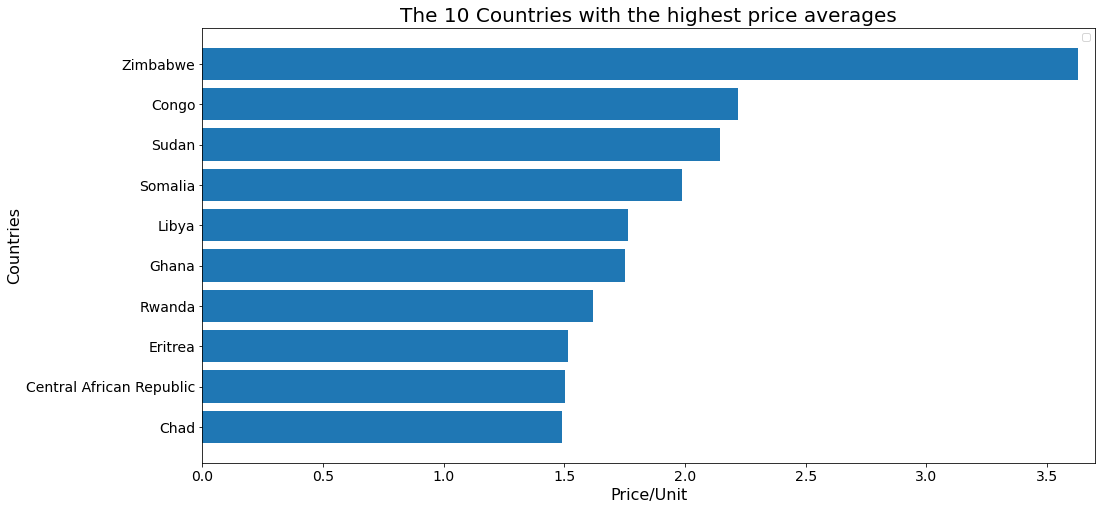 The 10 Countries with the highest price averages
Countries
Zimbabwe
Congo
Sudan
Somalia
Libya
Ghana
Rwanda
Eritrea
Central African Republic
Chad
0.0 0.5 1.0 1.5 2.0 2.5 3.0 3.5
Price/Unit